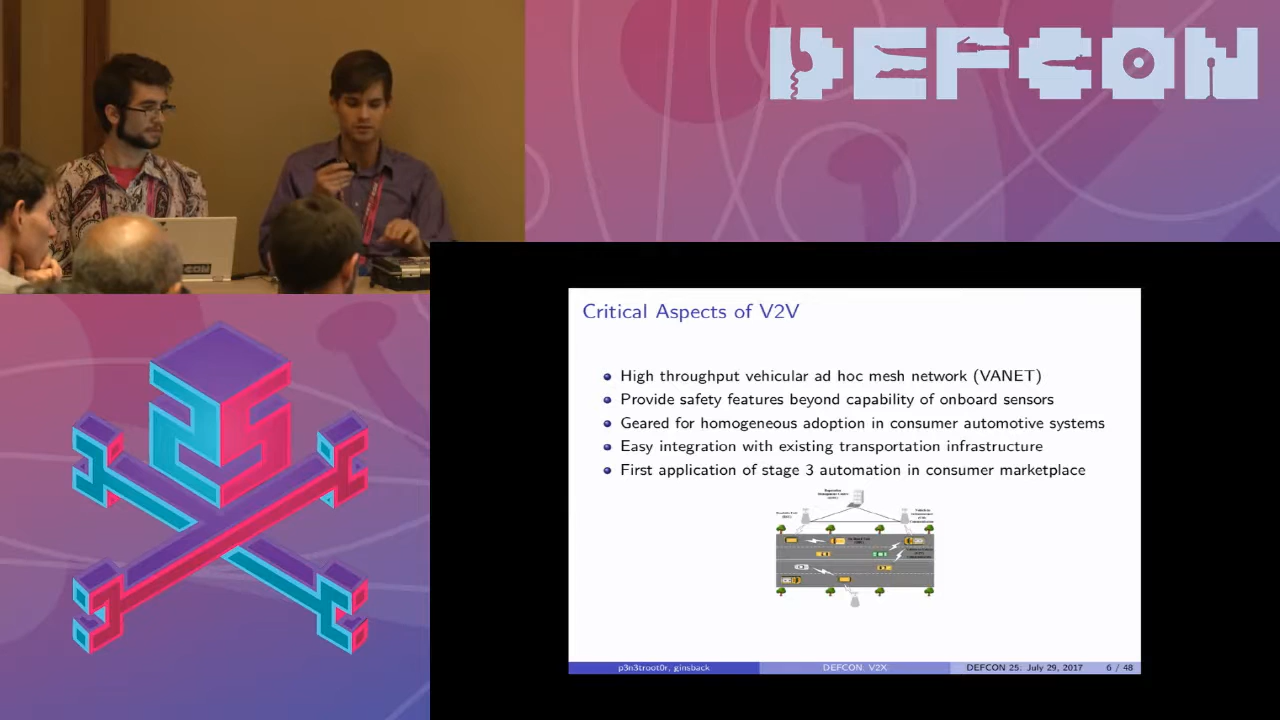 DEFCON
Critical Aspects of V2V
High throughput vehicular ad hoc mesh network (VANET)
Provide safety features beyond capability of onboard sensors
Geared for homogeneous adoption in consumer automotive systems
Easy integration with existing transportation infrastructure
First application of stage 3 automation in consumer marketplace
p3n3troot0r, ginsback
DEFCON: V2X
DEFCON 25: July 29, 2017
6 / 48